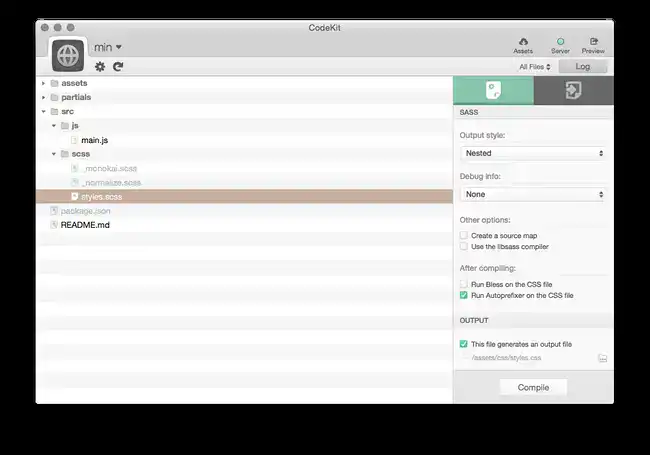 CodeKit
min
Assets
Server
Preview
All Files
Log
assets
partials
src
js
main.js
scss
_monokai.scss
_normalize.scss
styles.scss
package.json
README.md
SASS
Output style:
Nested
Debug info:
None
Other options:
Create a source map
Use the libsass compiler
After compiling:
Run Bless on the CSS file
Run Autoprefixer on the CSS file
OUTPUT
This file generates an output file
/assets/css/styles.css
Compile